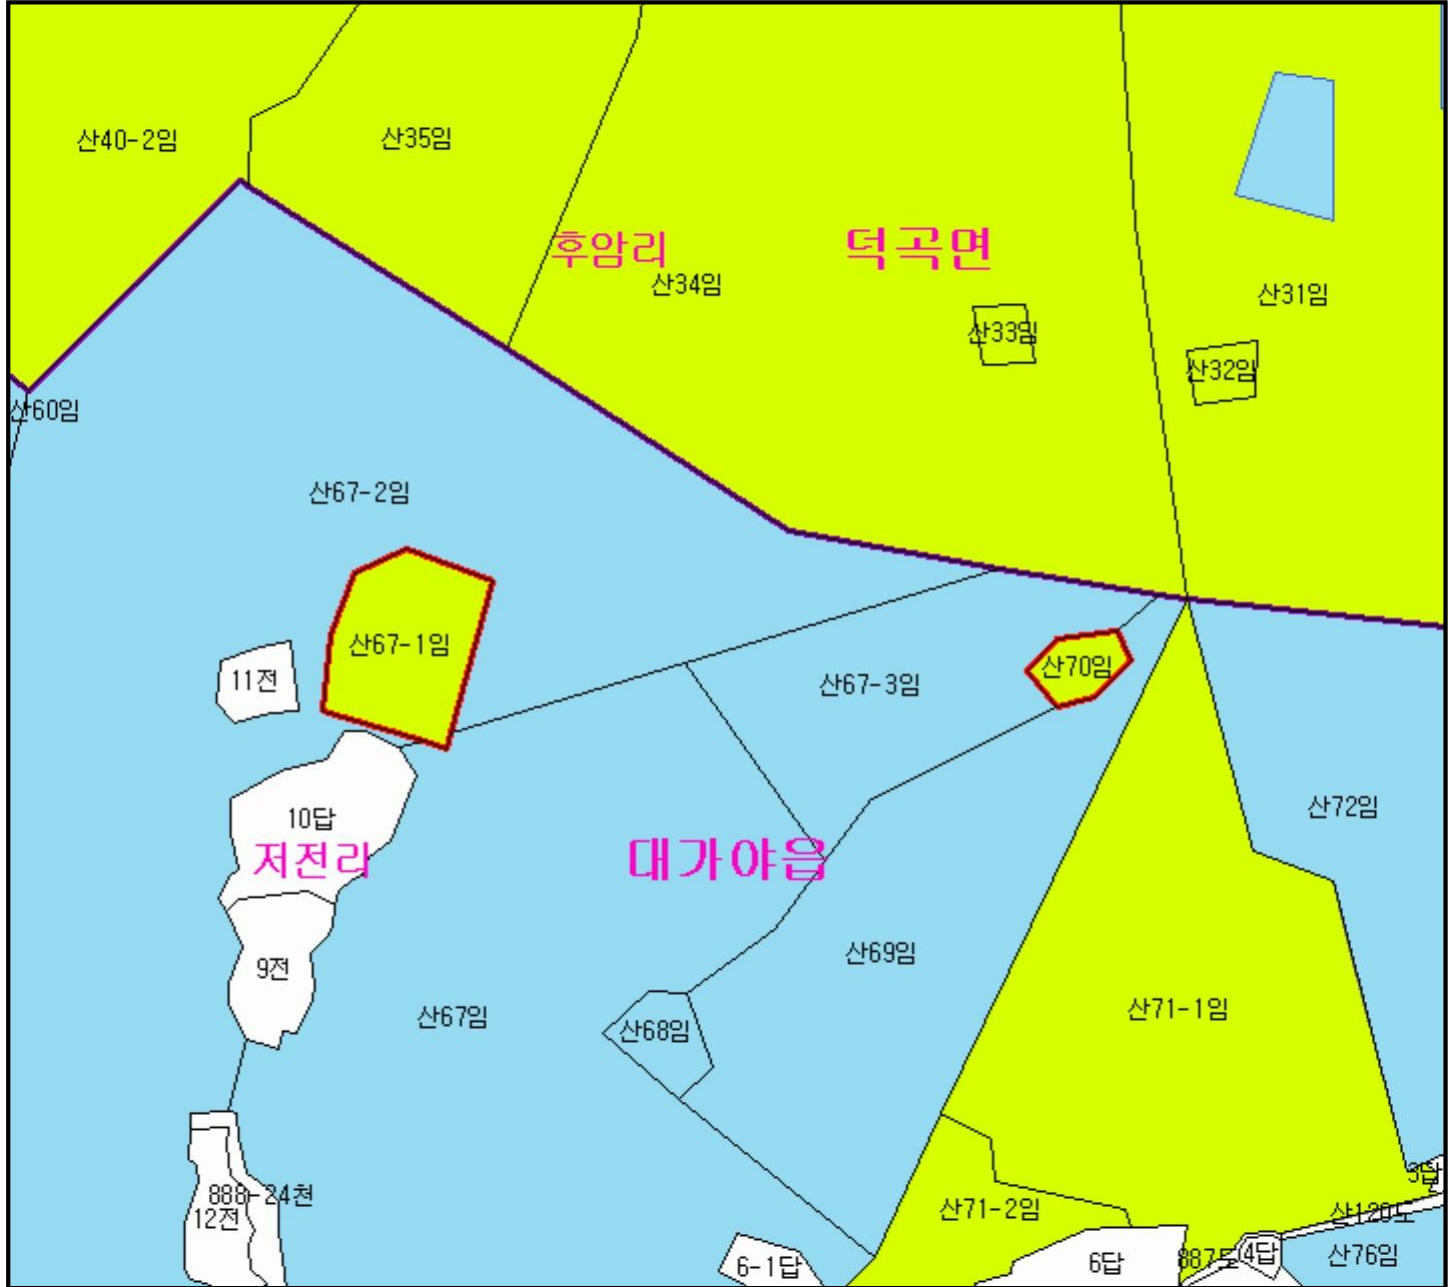 산40-2임
산35임
후암리
덕곡면
산34임
산31임
산33임
산32임
산60임
산67-2임
산67-1임
산70임
11전
산67-3임
10답
산72임
저전리
대가야읍
산69임
9전
산67임
산68임
산71-1임
888-24천
12전
산71-2임
산120도
6-1답
6답
887도
4답
산76임